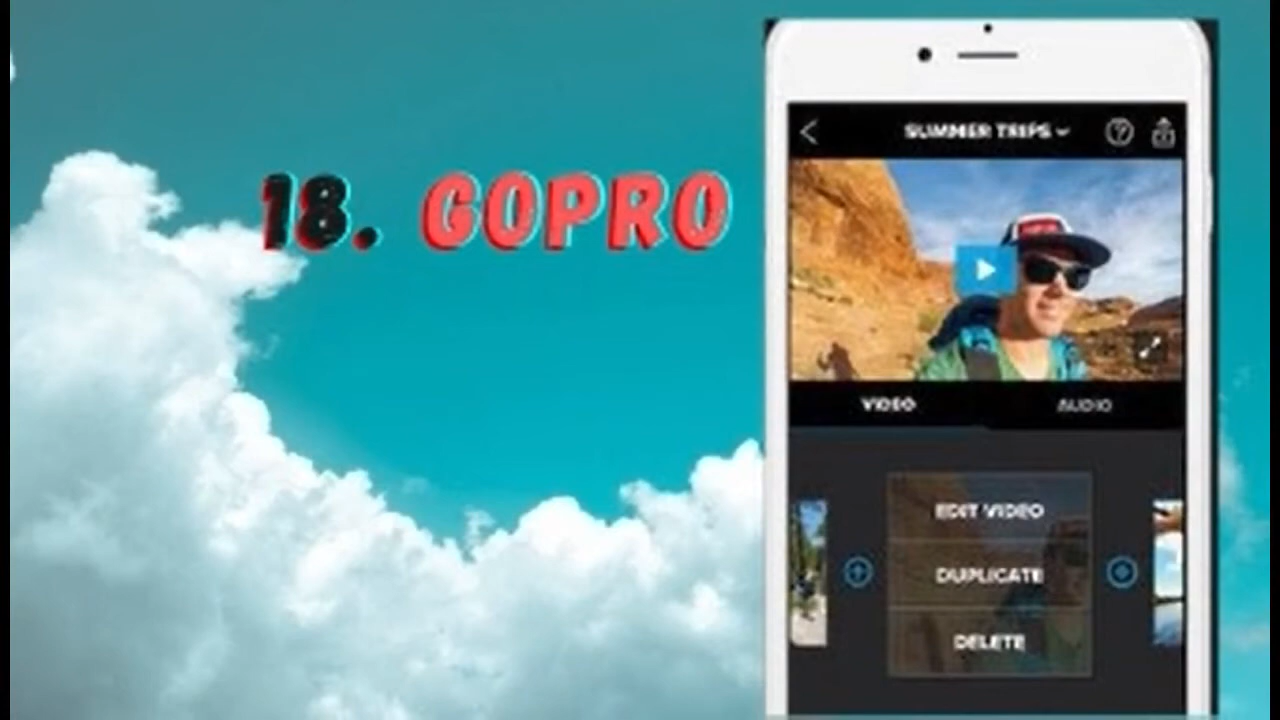 18. GOPRO
SUMMER TRIPS
VIDEO
AUDIO
EDIT VIDEO
DUPLICATE
DELETE